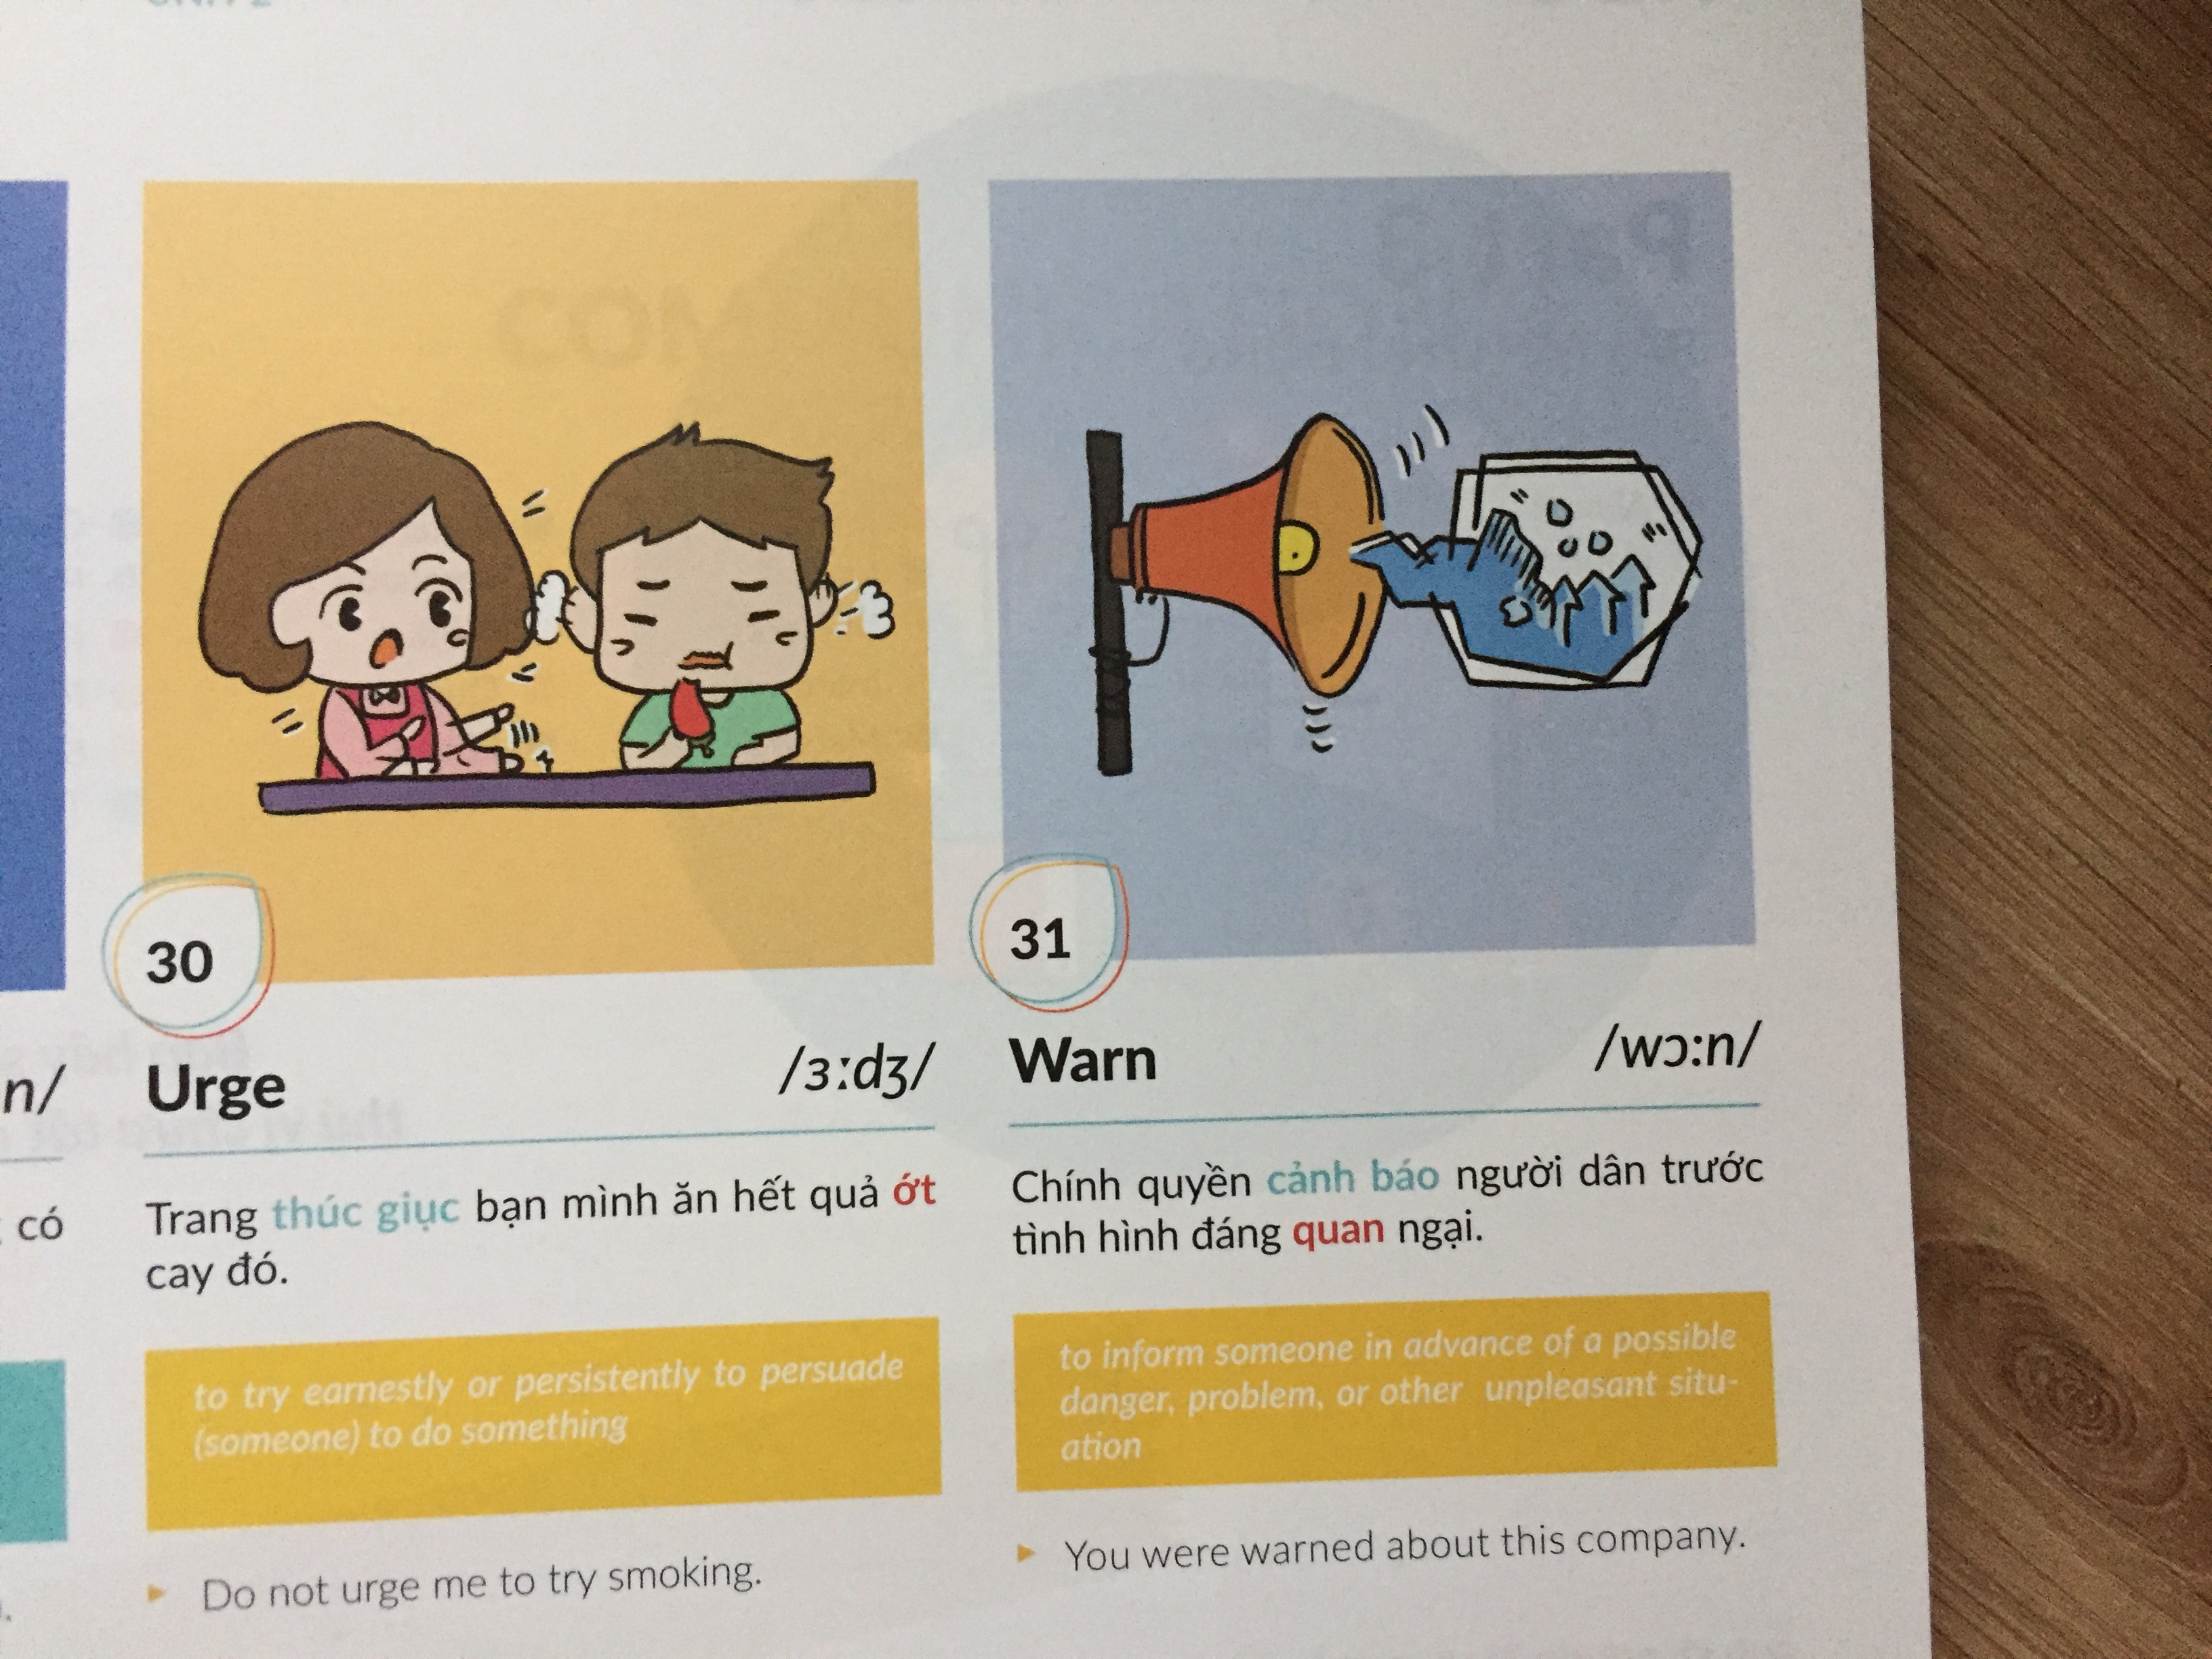 n/
có
30
Urge /ɜːdʒ/
Trang thúc giục bạn mình ăn hết quả ớt
cay đó.
to try earnestly or persistently to persuade
(someone) to do something
Do not urge me to try smoking.
31
Warn /wɔːn/
Chính quyền cảnh báo người dân trước
tình hình đáng quan ngại.
to inform someone in advance of a possible
danger, problem, or other unpleasant situ-
ation
You were warned about this company.